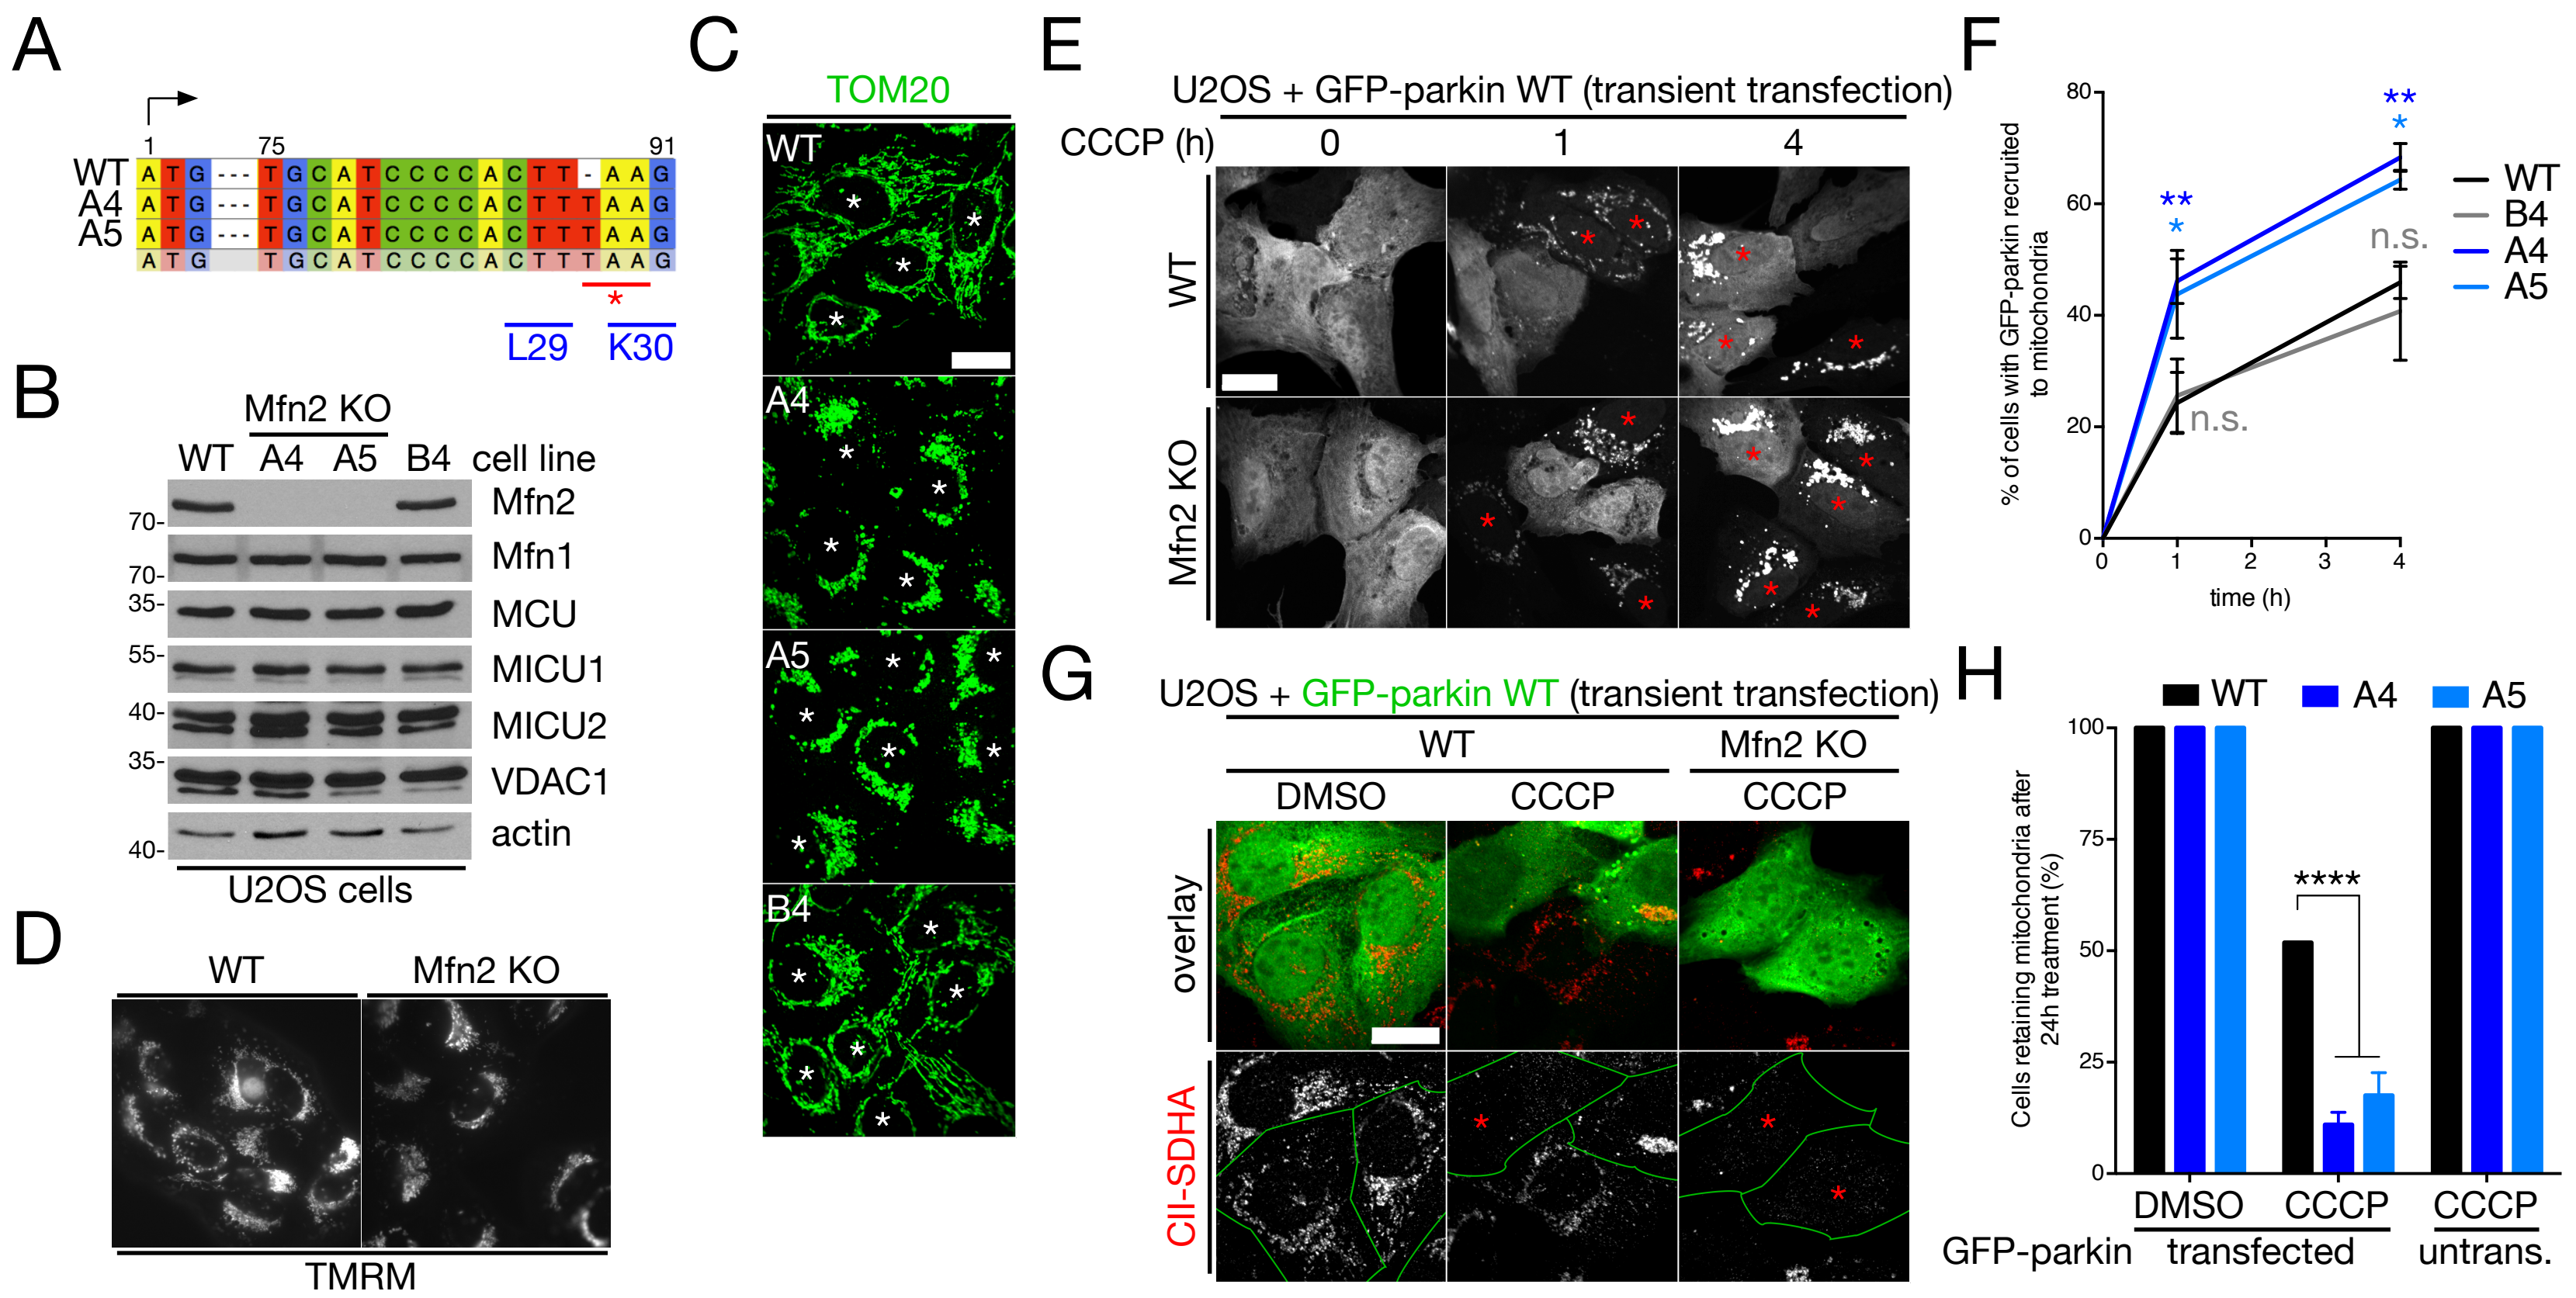 A
1 75 91
WT A T G - - - T G C A T C C C C A C T T - A A G
A4 A T G - - - T G C A T C C C C A C T T T A A G
A5 A T G - - - T G C A T C C C C A C T T T A A G
A T G T G C A T C C C C A C T T T A A G
*
L29 K30
B
Mfn2 KO
WT A4 A5 B4 cell line
Mfn2
70-
Mfn1
70-
35-
MCU
55-
MICU1
40-
MICU2
35-
VDAC1
actin
40-
U2OS cells
C
TOM20
WT
A4
A5
B4
D
WT Mfn2 KO
TMRM
E
U2OS + GFP-parkin WT (transient transfection)
CCCP (h) 0 1 4
WT
Mfn2 KO
F
% of cells with GFP-parkin recruited
to mitochondria
80
60
40
20
0
0 1 2 3 4
time (h)
**
*
**
*
n.s.
n.s.
WT
B4
A4
A5
G
U2OS + GFP-parkin WT (transient transfection)
WT Mfn2 KO
DMSO CCCP CCCP
overlay
CII-SDHA
H
WT A4 A5
Cells retaining mitochondria after
24h treatment (%)
100
75
50
25
0
****
DMSO CCCP CCCP
GFP-parkin transfected untrans.